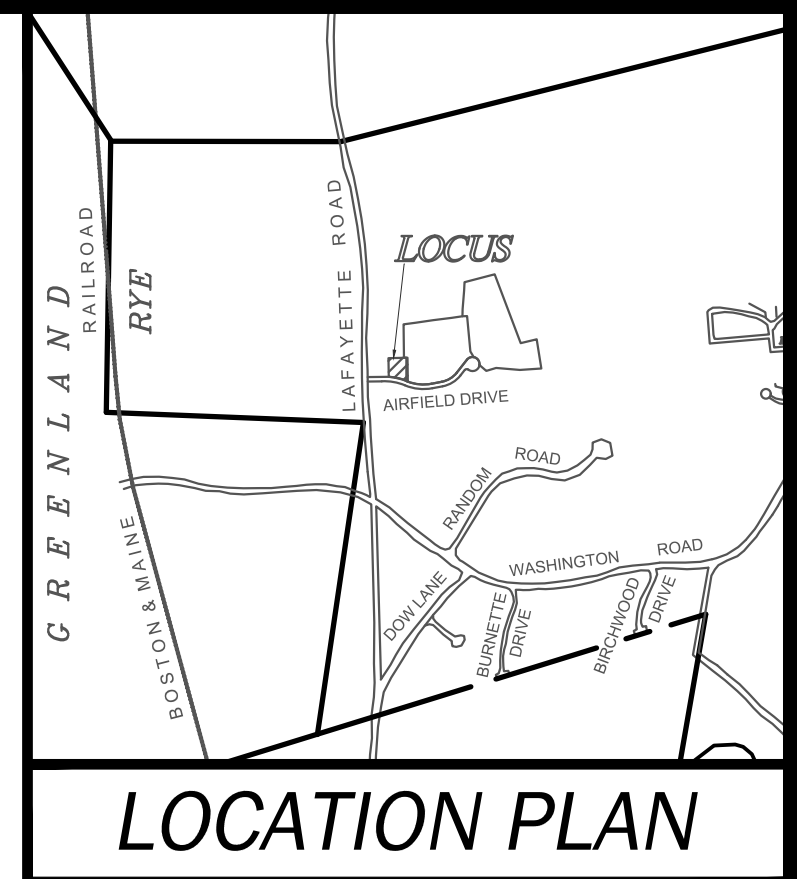 LOCUS
LAFAYETTE ROAD
RAILROAD
RYE
GREENLAND
AIRFIELD DRIVE
RANDOM ROAD
WASHINGTON ROAD
DOW LANE
BURNETTE DRIVE
BIRCHWOOD DRIVE
BOSTON & MAINE
LOCATION PLAN